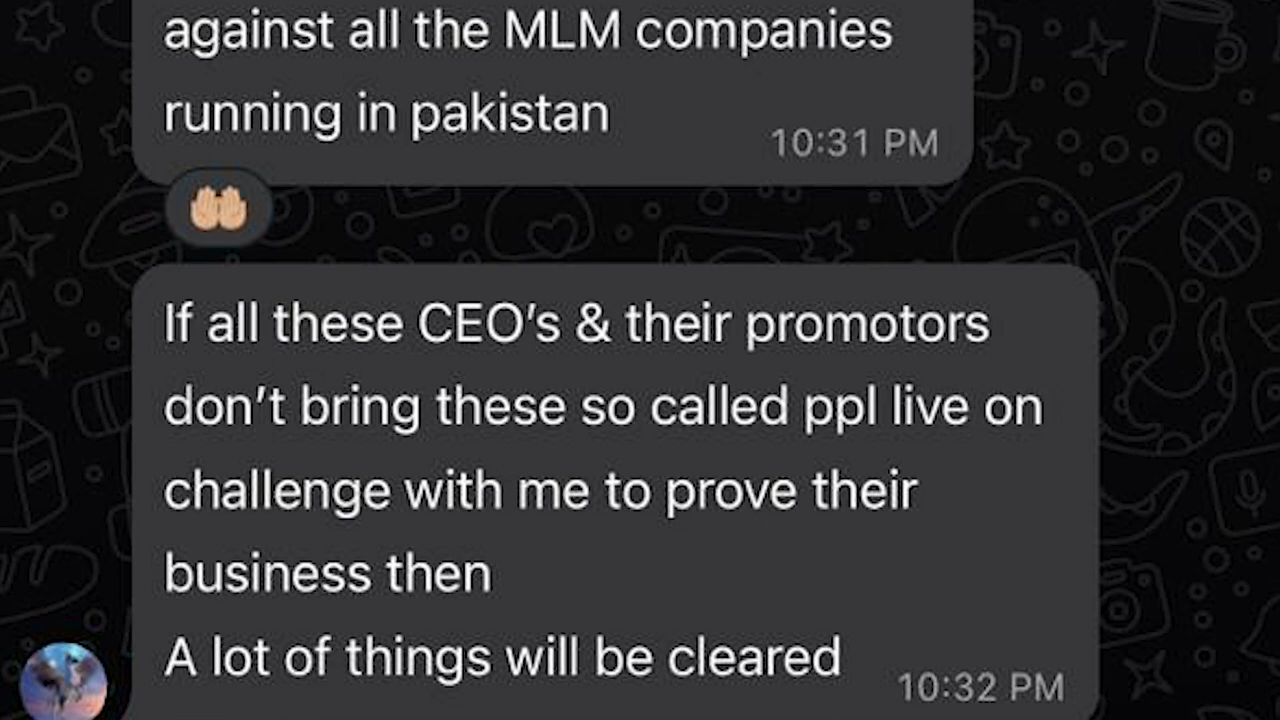 against all the MLM companies
running in pakistan
10:31 PM
If all these CEO’s & their promotors
don’t bring these so called ppl live on
challenge with me to prove their
business then
A lot of things will be cleared
10:32 PM